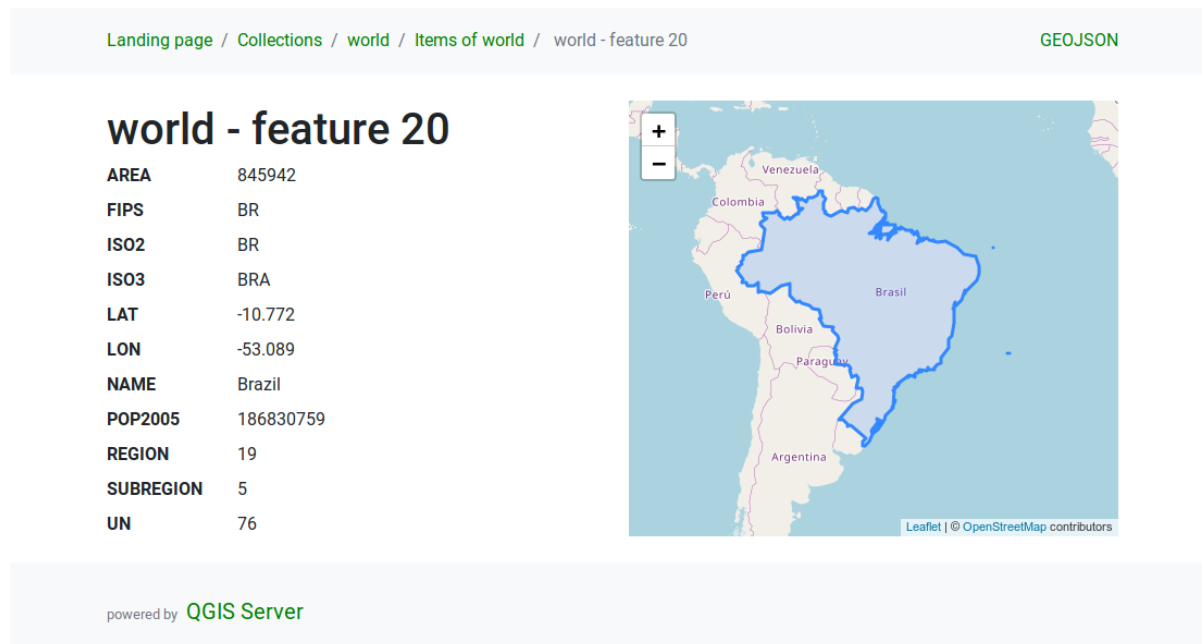 Landing page / Collections / world / Items of world / world - feature 20
GEOJSON
world - feature 20
AREA 845942
FIPS BR
ISO2 BR
ISO3 BRA
LAT -10.772
LON -53.089
NAME Brazil
POP2005 186830759
REGION 19
SUBREGION 5
UN 76
+
−
Venezuela
Colombia
Perú
Brasil
Bolivia
Paraguay
Argentina
Leaflet | © OpenStreetMap contributors
powered by QGIS Server